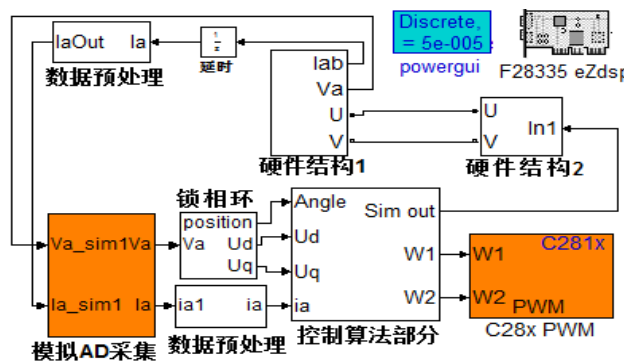 IaOut Ia
数据预处理
1
z
延时
Iab
Va
U
V
硬件结构1
Discrete,
= 5e-005
powergui
F28335 eZdsp
U
V
In1
硬件结构2
锁相环
position
Va
Ud
Uq
Va_sim1 Va
Ia_sim1 Ia
模拟AD采集
ia1 ia
数据预处理
Angle
Ud
Uq
ia
Sim out
W1
W2
控制算法部分
C281x
W1
W2
PWM
C28x PWM